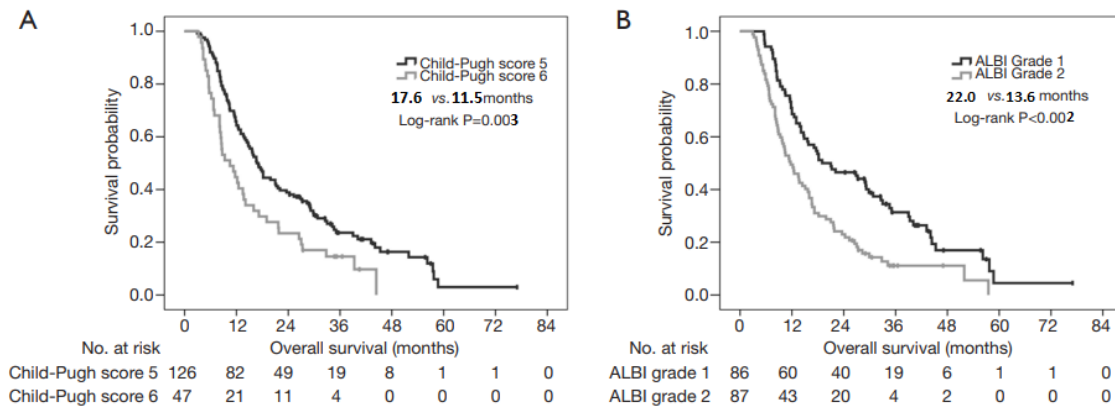 A
1.0
0.8
0.6
0.4
0.2
0.0
Survival probability
Child-Pugh score 5
Child-Pugh score 6
17.6 vs. 11.5 months
Log-rank P=0.003
0 12 24 36 48 60 72 84
No. at risk Overall survival (months)
Child-Pugh score 5 126 82 49 19 8 1 1 0
Child-Pugh score 6 47 21 11 4 0 0 0 0
B
1.0
0.8
0.6
0.4
0.2
0.0
Survival probability
ALBI Grade 1
ALBI Grade 2
22.0 vs. 13.6 months
Log-rank P<0.002
0 12 24 36 48 60 72 84
No. at risk Overall survival (months)
ALBI grade 1 86 60 40 19 6 1 1 0
ALBI grade 2 87 43 20 4 2 0 0 0